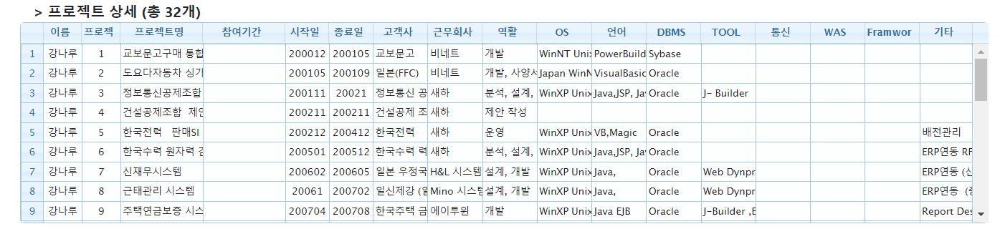 > 프로젝트 상세 (총 32개)
이름 프로젝 프로젝트명 참여기간 시작일 종료일 고객사 근무회사 역활 OS 언어 DBMS TOOL 통신 WAS Framwor 기타
1 강나루 1 교보문고구매 통합 200012 200105 교보문고 비네트 개발 WinNT Unix PowerBuild Sybase
2 강나루 2 도요다자동차 싱가 200105 200109 일본(FFC) 비네트 개발, 사양서 Japan WinN VisualBasic Oracle
3 강나루 3 정보통신공제조합 200111 20021 정보통신 공 새하 분석, 설계, WinXP Unix Java,JSP, Jav Oracle J- Builder
4 강나루 4 건설공제조합 제안 200211 200211 건설공제 조 새하 제안 작성
5 강나루 5 한국전력 판매SI 200212 200412 한국전력 새하 운영 WinXP Unix VB,Magic Oracle 배전관리
6 강나루 6 한국수력 원자력 200501 200512 한국수력 력 새하 분석, 설계, WinXP Unix Java,JSP, Jav Oracle ERP연동 RF
7 강나루 7 신재무시스템 200602 200605 일본 우정국 H&L 시스템 설계, 개발 WinXP Unix Java, Oracle Web Dynpr ERP연동 (신
8 강나루 8 근태관리 시스템 20061 200702 일신제강 (일 Mino 시스템 설계, 개발 WinXP Unix Java, Oracle Web Dynpr ERP연동 (중
9 강나루 9 주택연금보증 시스 200704 200708 한국주택 금 에이투윈 개발 WinXP Unix Java EJB Oracle J-Builder ,E Report Des